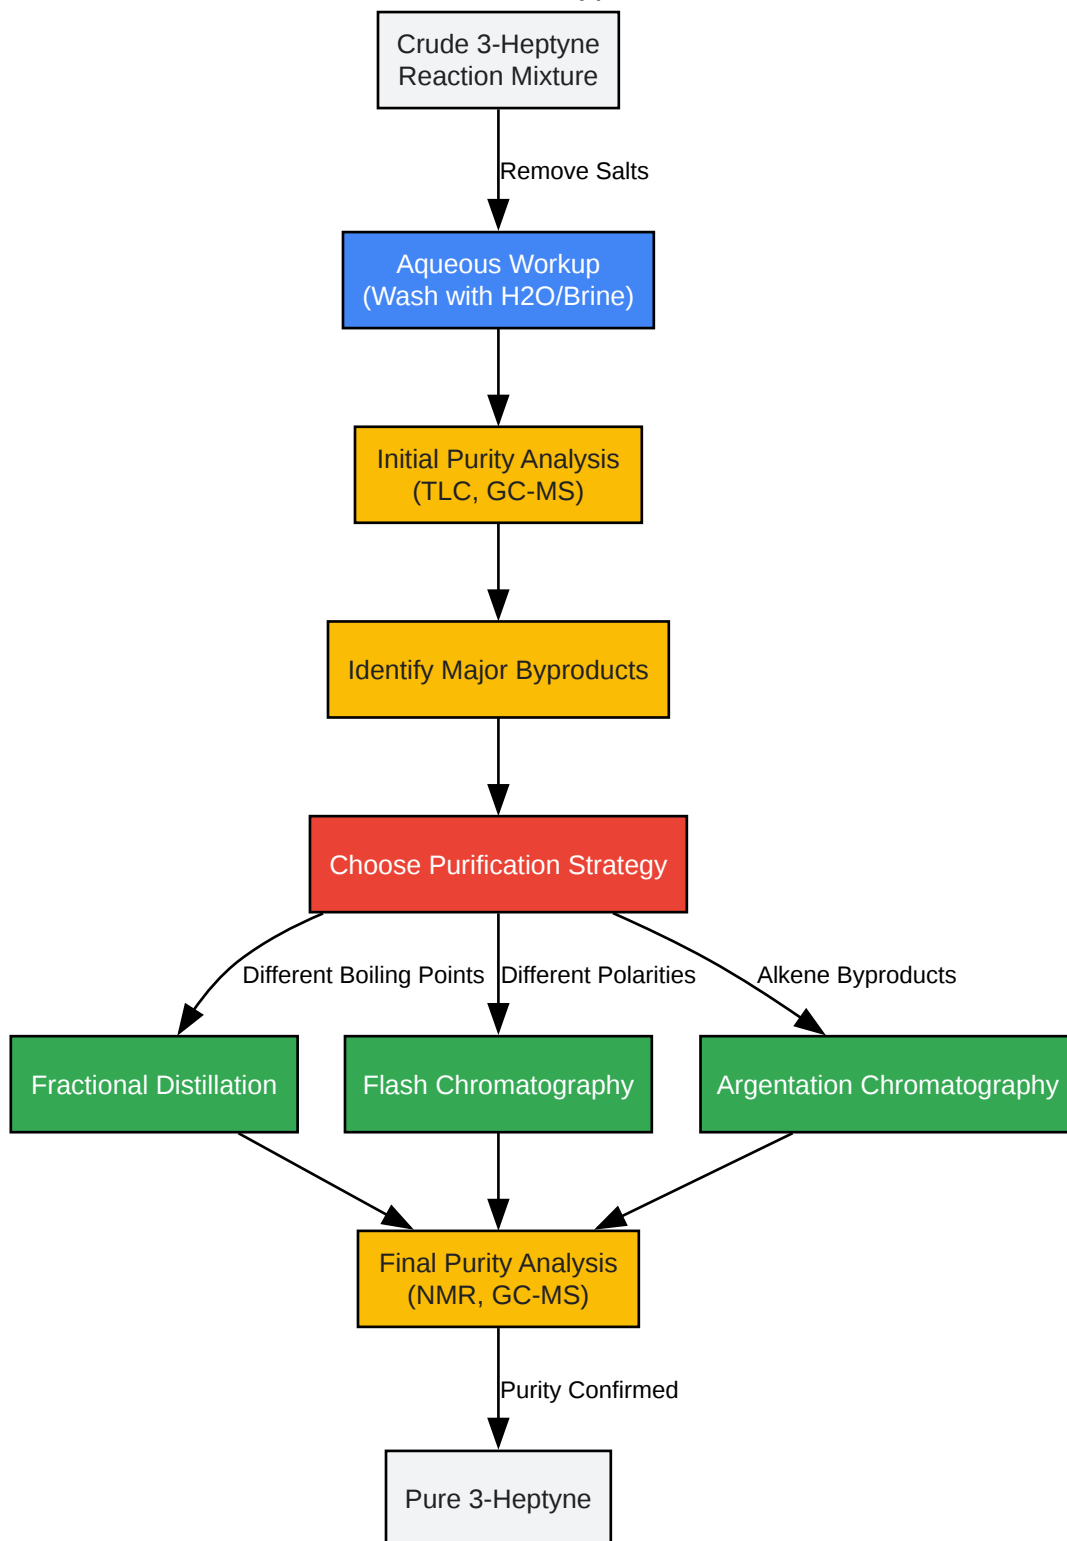 Crude 3-Heptyne
Reaction Mixture
Remove Salts
Aqueous Workup
(Wash with H2O/Brine)
Initial Purity Analysis
(TLC, GC-MS)
Identify Major Byproducts
Choose Purification Strategy
Different Boiling Points
Different Polarities
Alkene Byproducts
Fractional Distillation
Flash Chromatography
Argentation Chromatography
Final Purity Analysis
(NMR, GC-MS)
Purity Confirmed
Pure 3-Heptyne